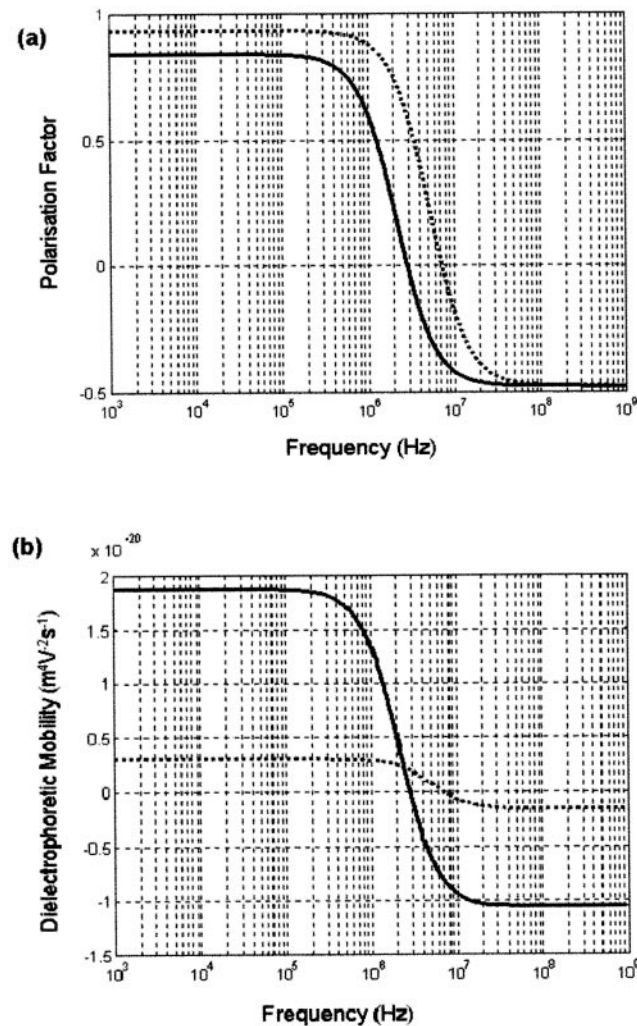 (a)
1
0.5
0
-0.5
Polarisation Factor
10³ 10⁴ 10⁵ 10⁶ 10⁷ 10⁸ 10⁹
Frequency (Hz)
(b)
x 10⁻²⁰
2
1.5
1
0.5
0
-0.5
-1
-1.5
Dielectrophoretic Mobility (m⁴V⁻²s⁻¹)
10³ 10⁴ 10⁵ 10⁶ 10⁷ 10⁸ 10⁹
Frequency (Hz)